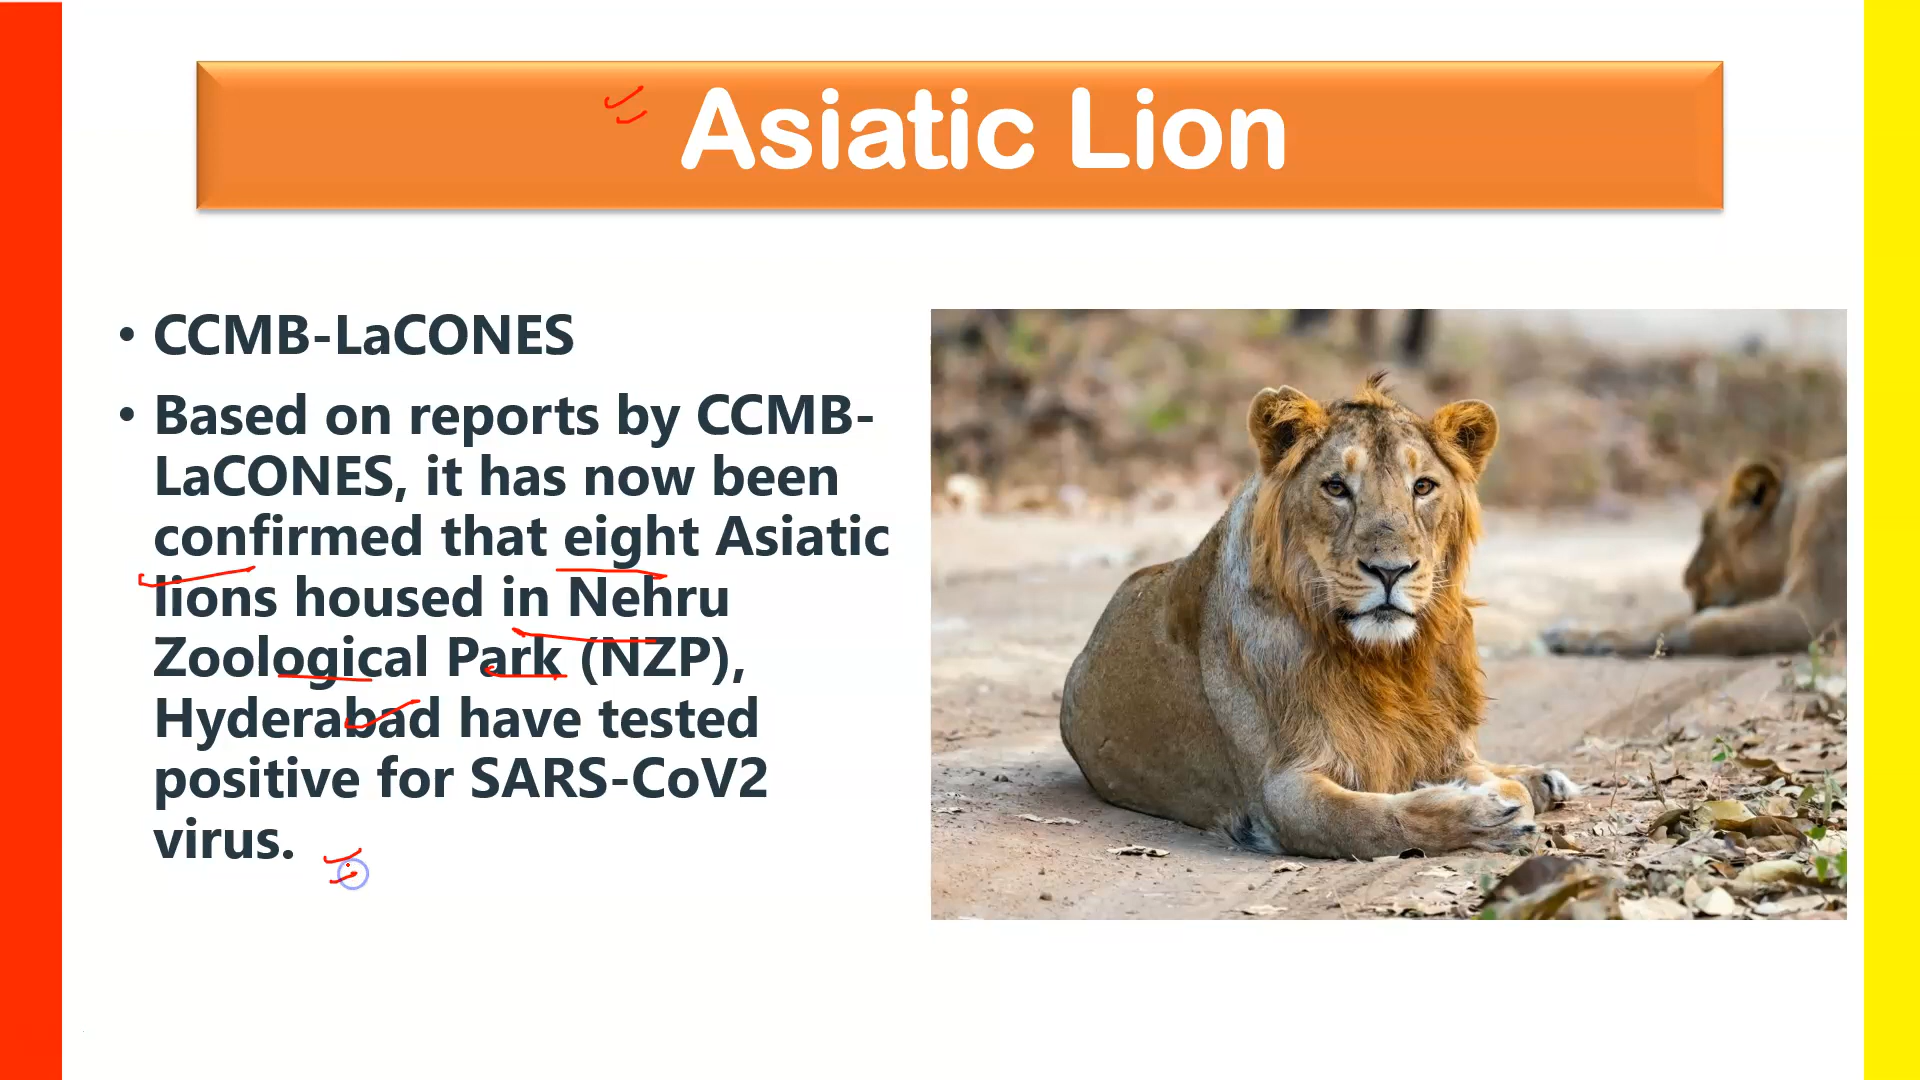 Asiatic Lion
• CCMB-LaCONES
• Based on reports by CCMB-
LaCONES, it has now been
confirmed that eight Asiatic
lions housed in Nehru
Zoological Park (NZP),
Hyderabad have tested
positive for SARS-CoV2
virus.